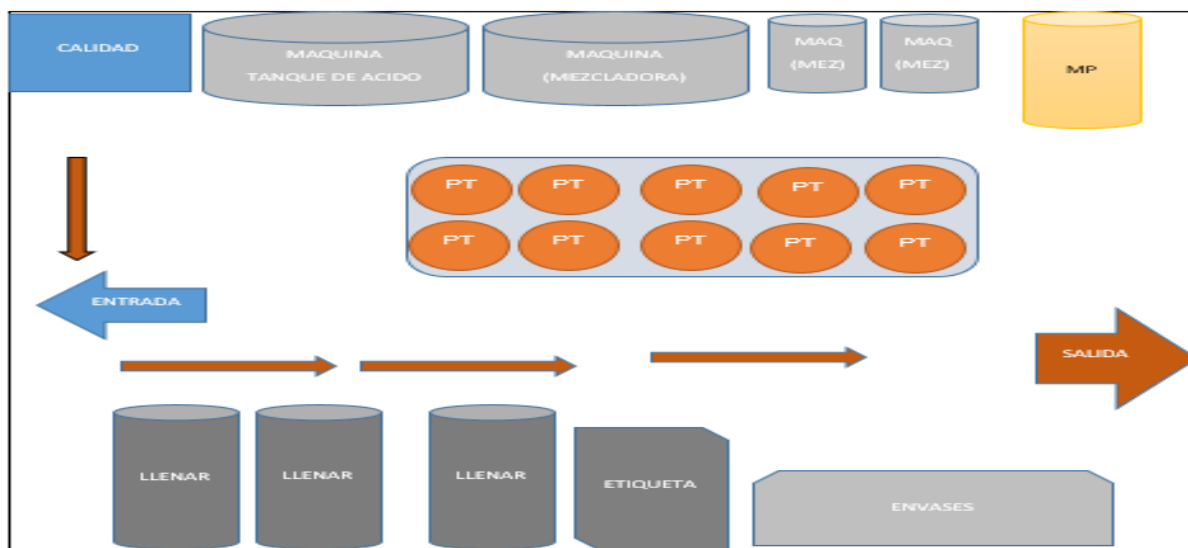 CALIDAD
MAQUINA
TANQUE DE ACIDO
MAQUINA
(MEZCLADORA)
MAQ
(MEZ)
MAQ
(MEZ)
MP
PT PT PT PT PT
PT PT PT PT PT
ENTRADA
SALIDA
LLENAR
LLENAR
LLENAR
ETIQUETA
ENVASES